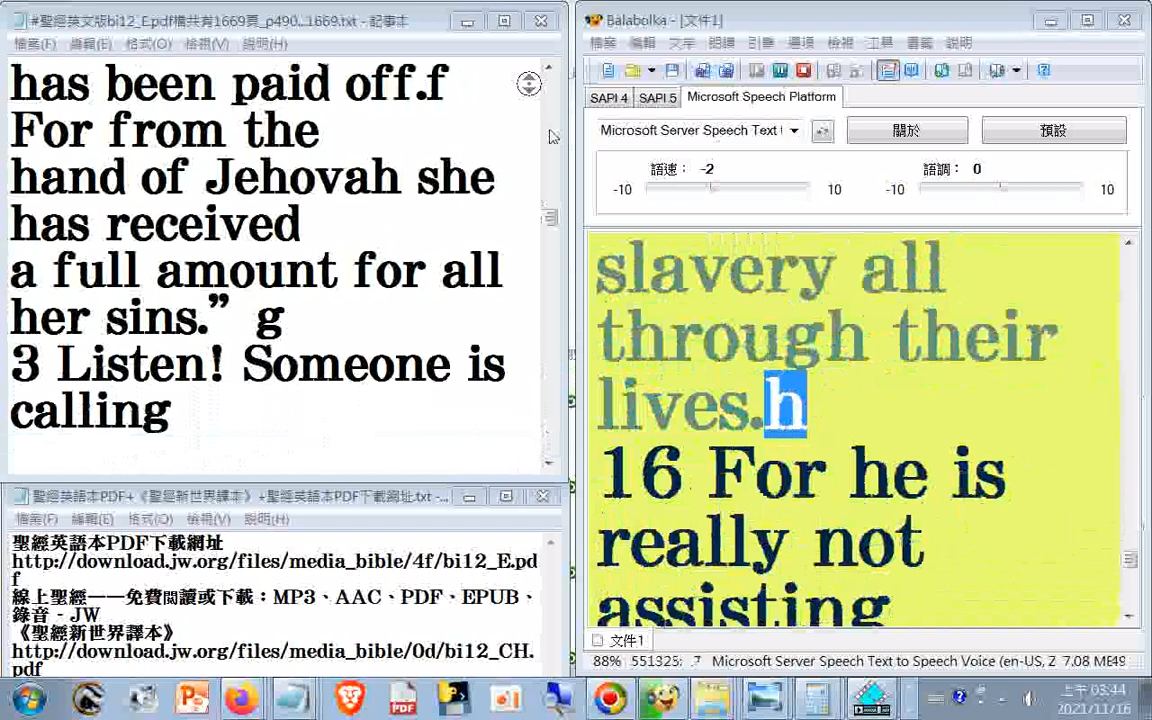 #聖經英文版bi12_E.pdf檔共有1669頁_p490...1669.txt - 記事本
檔案(F) 編輯(E) 格式(O) 檢視(V) 說明(H)
has been paid off.f
For from the
hand of Jehovah she
has received
a full amount for all
her sins.” g
3 Listen! Someone is
calling
聖經英語本PDF+《聖經新世界譯本》+聖經英語本PDF下載網址.txt - ...
檔案(F) 編輯(E) 格式(O) 檢視(V) 說明(H)
聖經英語本PDF下載網址
http://download.jw.org/files/media_bible/4f/bi12_E.pd
f
線上聖經——免費閱讀或下載：MP3、AAC、PDF、EPUB、
錄音 - JW
《聖經新世界譯本》
http://download.jw.org/files/media_bible/0d/bi12_CH.
pdf
Balabolka - [文件1]
檔案 編輯 文字 朗讀 引擎 選項 檢視 工具 書籤 說明
SAPI 4 SAPI 5 Microsoft Speech Platform
Microsoft Server Speech Text
關於 預設
語速： -2 語調： 0
-10 10 -10 10
slavery all
through their
lives.h
16 For he is
really not
assisting
文件1
88% Microsoft Server Speech Text to Speech Voice (en-US, Z 7.08 ME
上午 03:44
2021/11/16